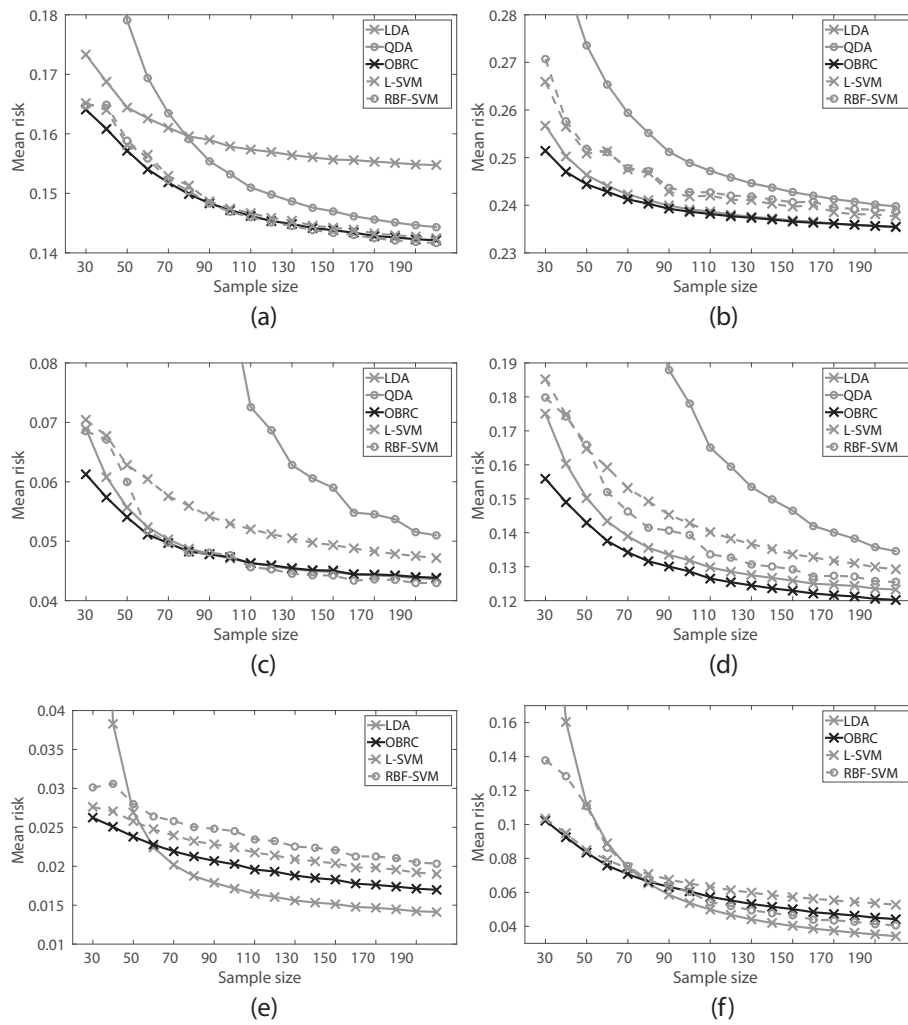 0.18
0.17
0.16
0.15
0.14
Mean risk
LDA
QDA
OBRC
L-SVM
RBF-SVM
30 50 70 90 110 130 150 170 190
Sample size
(a)
0.28
0.27
0.26
0.25
0.24
0.23
Mean risk
LDA
QDA
OBRC
L-SVM
RBF-SVM
30 50 70 90 110 130 150 170 190
Sample size
(b)
0.08
0.07
0.06
0.05
0.04
Mean risk
LDA
QDA
OBRC
L-SVM
RBF-SVM
30 50 70 90 110 130 150 170 190
Sample size
(c)
0.19
0.18
0.17
0.16
0.15
0.14
0.13
0.12
Mean risk
LDA
QDA
OBRC
L-SVM
RBF-SVM
30 50 70 90 110 130 150 170 190
Sample size
(d)
0.04
0.035
0.03
0.025
0.02
0.015
0.01
Mean risk
LDA
OBRC
L-SVM
RBF-SVM
30 50 70 90 110 130 150 170 190
Sample size
(e)
0.16
0.14
0.12
0.1
0.08
0.06
0.04
Mean risk
LDA
OBRC
L-SVM
RBF-SVM
30 50 70 90 110 130 150 170 190
Sample size
(f)